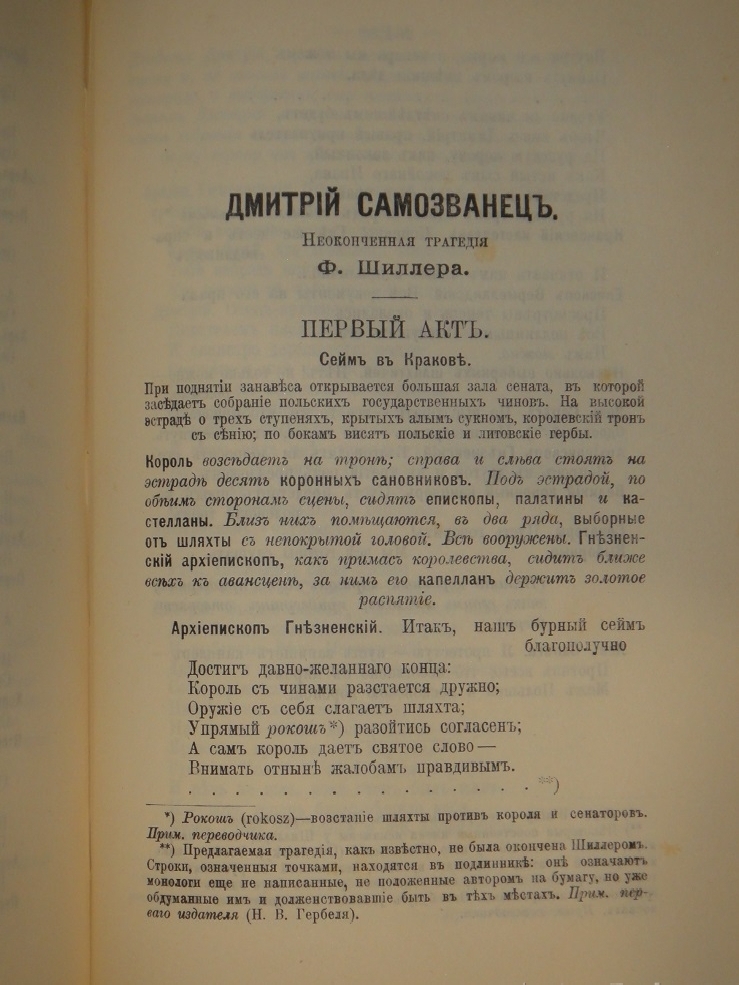 ДМИТРІЙ САМОЗВАНЕЦЪ.
Неоконченная трагедія
Ф. Шиллера.
ПЕРВЫЙ АКТЪ.
Сеймъ въ Краковѣ.
При поднятіи занавѣса открывается большая зала сената, въ которой
засѣдаетъ собраніе польскихъ государственныхъ чиновъ. На высокой
эстрадѣ о трехъ ступеняхъ, крытыхъ алымъ сукномъ, королевскій тронъ
съ сѣнію; по бокамъ висятъ польскіе и литовскіе гербы.
Король возсѣдаетъ на тронѣ; справа и слѣва стоятъ на
эстрадѣ десять коронныхъ сановниковъ. Подъ эстрадой, по
обѣимъ сторонамъ сцены, сидятъ епископы, палатины и ка-
стелланы. Близъ нихъ помѣщаются, въ два ряда, выборные
отъ шляхты съ непокрытой головой. Всѣ вооружены. Гнѣзнен-
скій архіепископъ, какъ примасъ королевства, сидитъ ближе
всѣхъ къ авансценѣ, за нимъ его капелланъ держитъ золотое
распятіе.
Архіепископъ Гнѣзненскій. Итакъ, нашъ бурный сеймъ
благополучно
Достигъ давно-желаннаго конца:
Король съ чинами разстается дружно;
Оружіе съ себя слагаетъ шляхта;
Упрямый рокошъ*) разойтись согласенъ;
А самъ король даетъ святое слово—
Внимать отнынѣ жалобамъ правдивымъ.
. . . . . . . . . . . . . . . **)
*) Рокошъ (rokosz)—возстаніе шляхты противъ короля и сенаторовъ.
Прим. переводчика.
**) Предлагаемая трагедія, какъ извѣстно, не была окончена Шиллеромъ.
Строки, означенныя точками, находятся въ подлинникѣ: онѣ означаютъ
монологи еще не написанные, не положенные авторомъ на бумагу, но уже
обдуманные имъ и долженствовавшіе быть въ тѣхъ мѣстахъ. Прим. пер-
ваго издателя (Н. В. Гербеля).